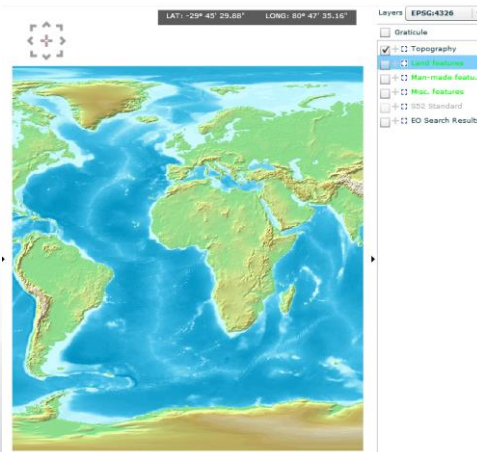 LAT: -29° 45' 29.88" LONG: 80° 47' 35.16"
Layers EPSG:4326
Graticule
Topography
Land features
Man-made featu.
Misc. features
S52 Standard
EO Search Results